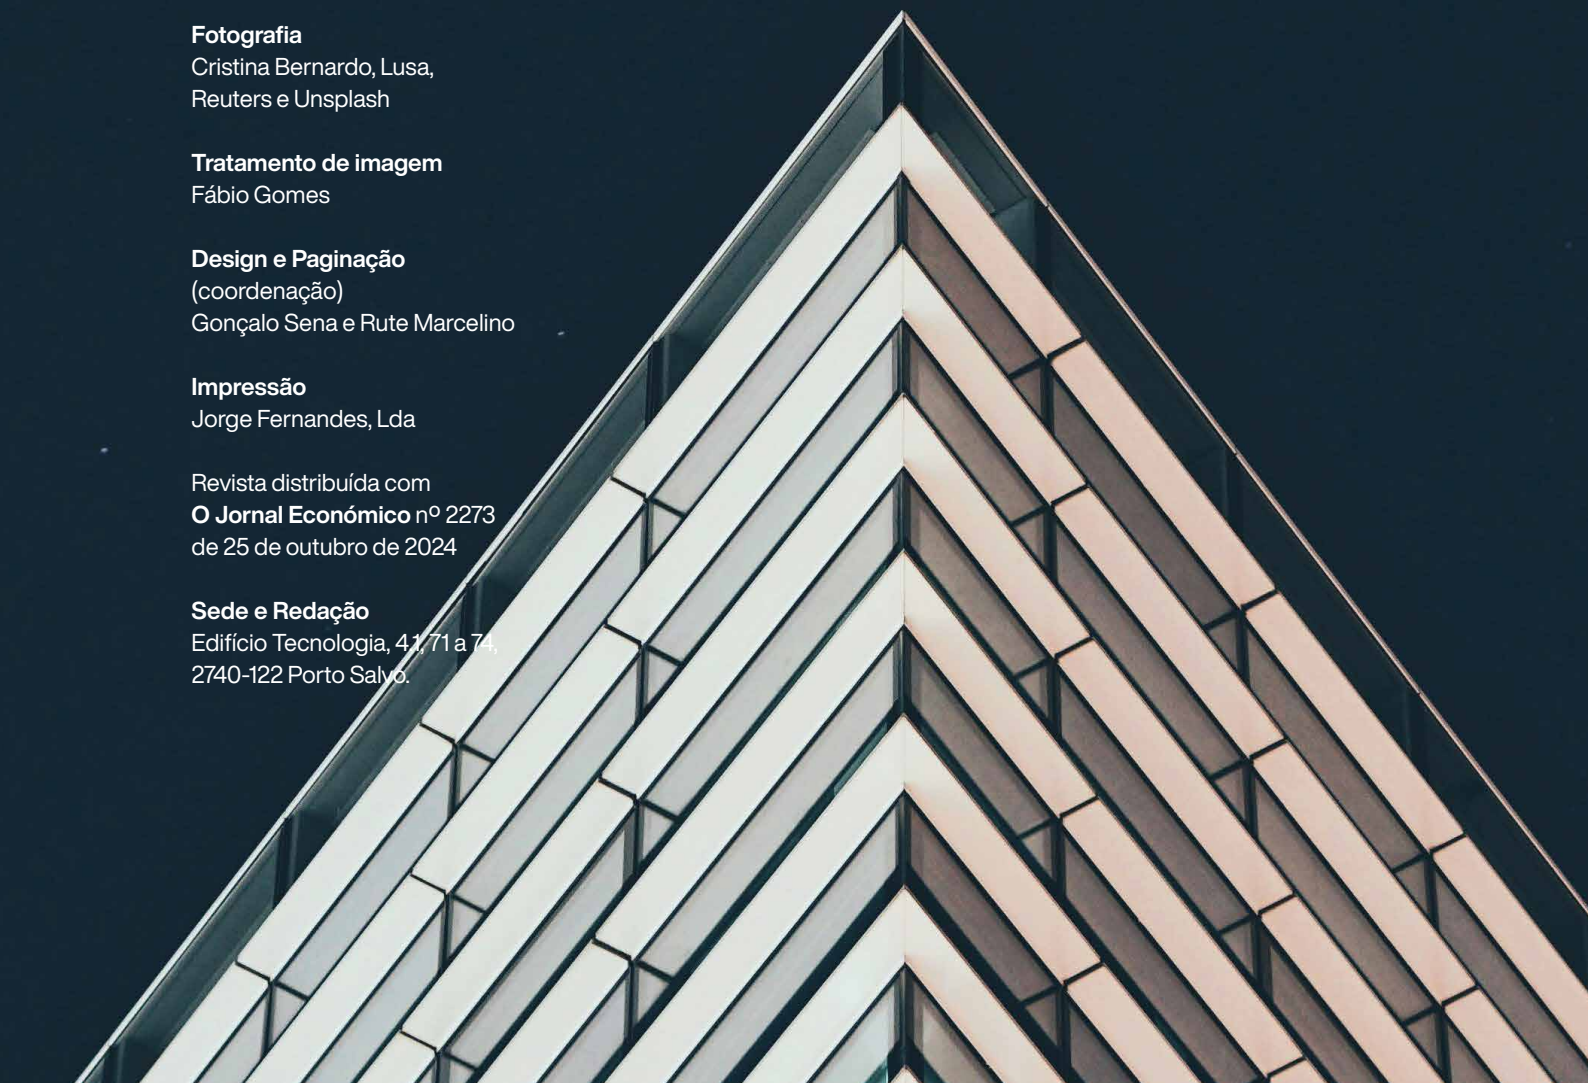 Fotografia
Cristina Bernardo, Lusa,
Reuters e Unsplash
Tratamento de imagem
Fábio Gomes
Design e Paginação
(coordenação)
Gonçalo Sena e Rute Marcelino
Impressão
Jorge Fernandes, Lda
Revista distribuída com
O Jornal Económico nº 2273
de 25 de outubro de 2024
Sede e Redação
Edifício Tecnologia, 4.1, 71 a 74,
2740-122 Porto Salvo.